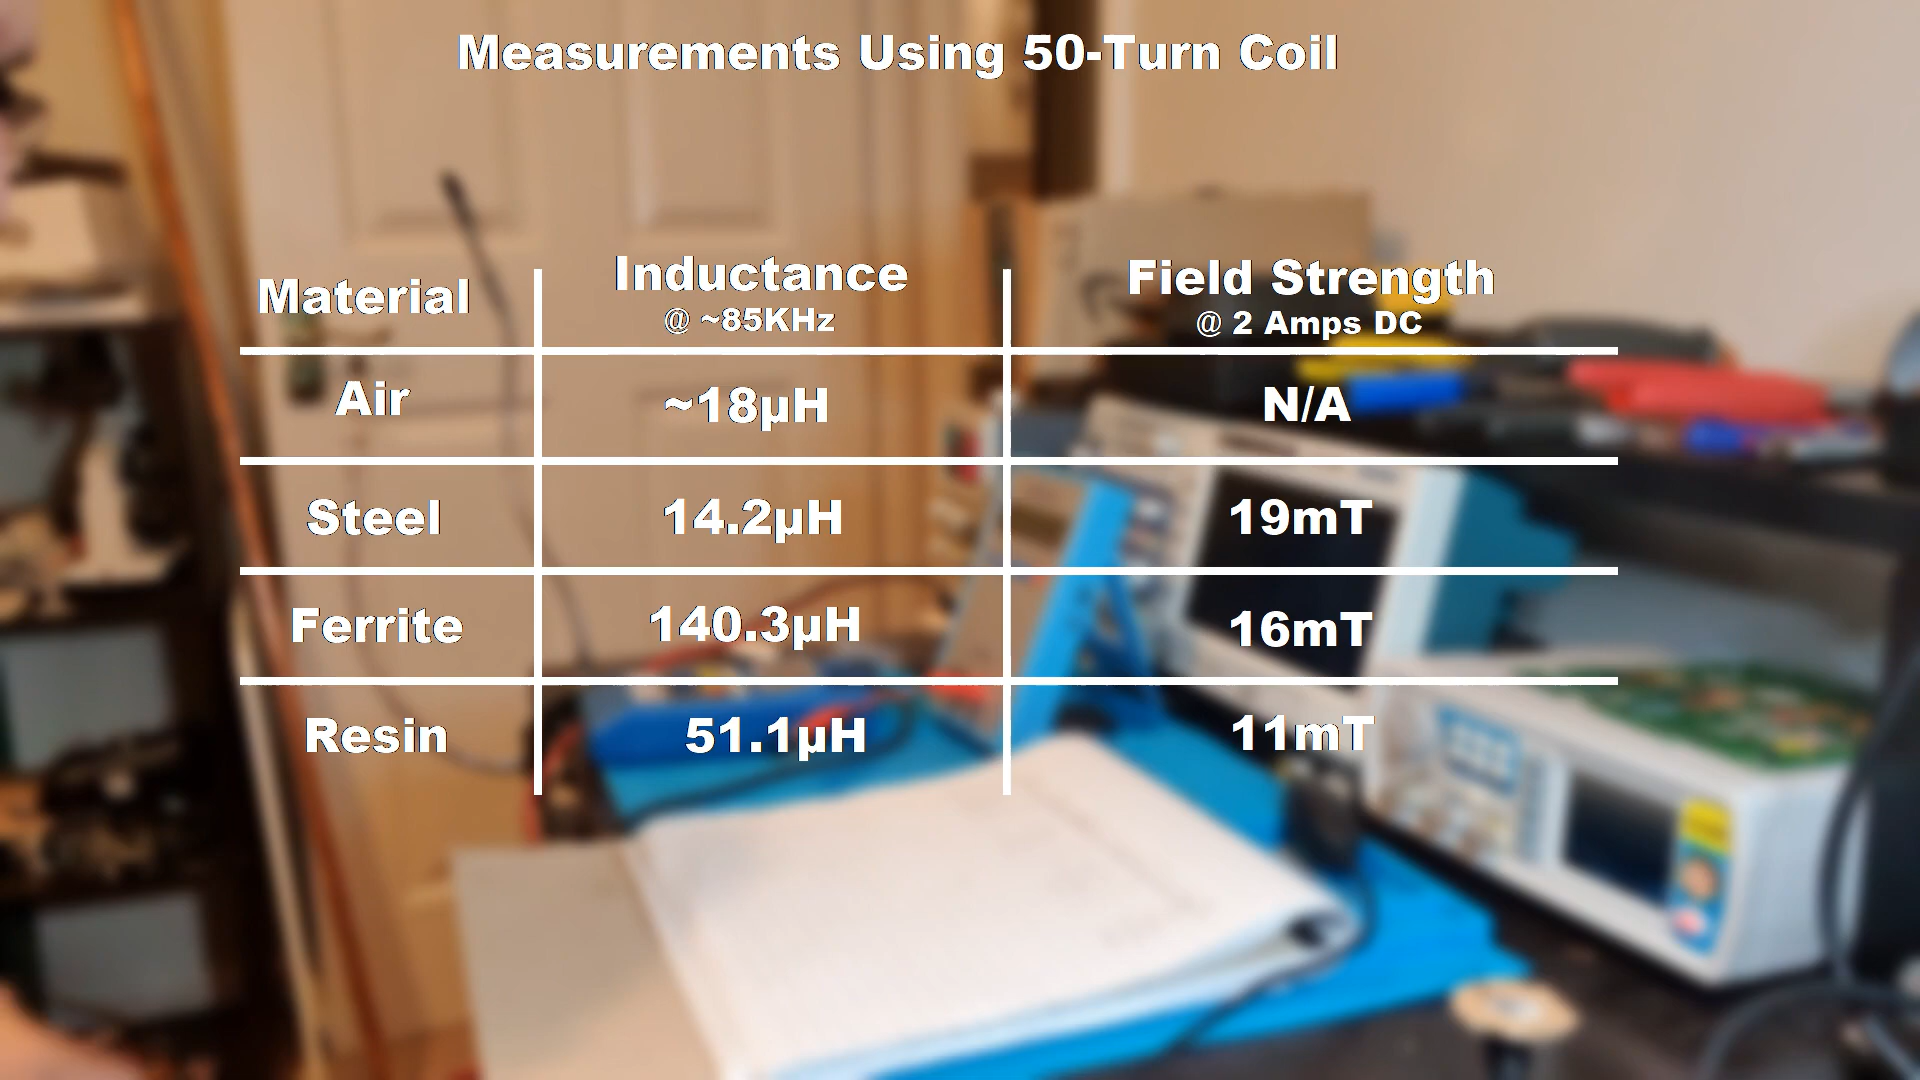 Measurements Using 50-Turn Coil
Material Inductance Field Strength
@ ~85KHz @ 2 Amps DC
Air ~18µH N/A
Steel 14.2µH 19mT
Ferrite 140.3µH 16mT
Resin 51.1µH 11mT